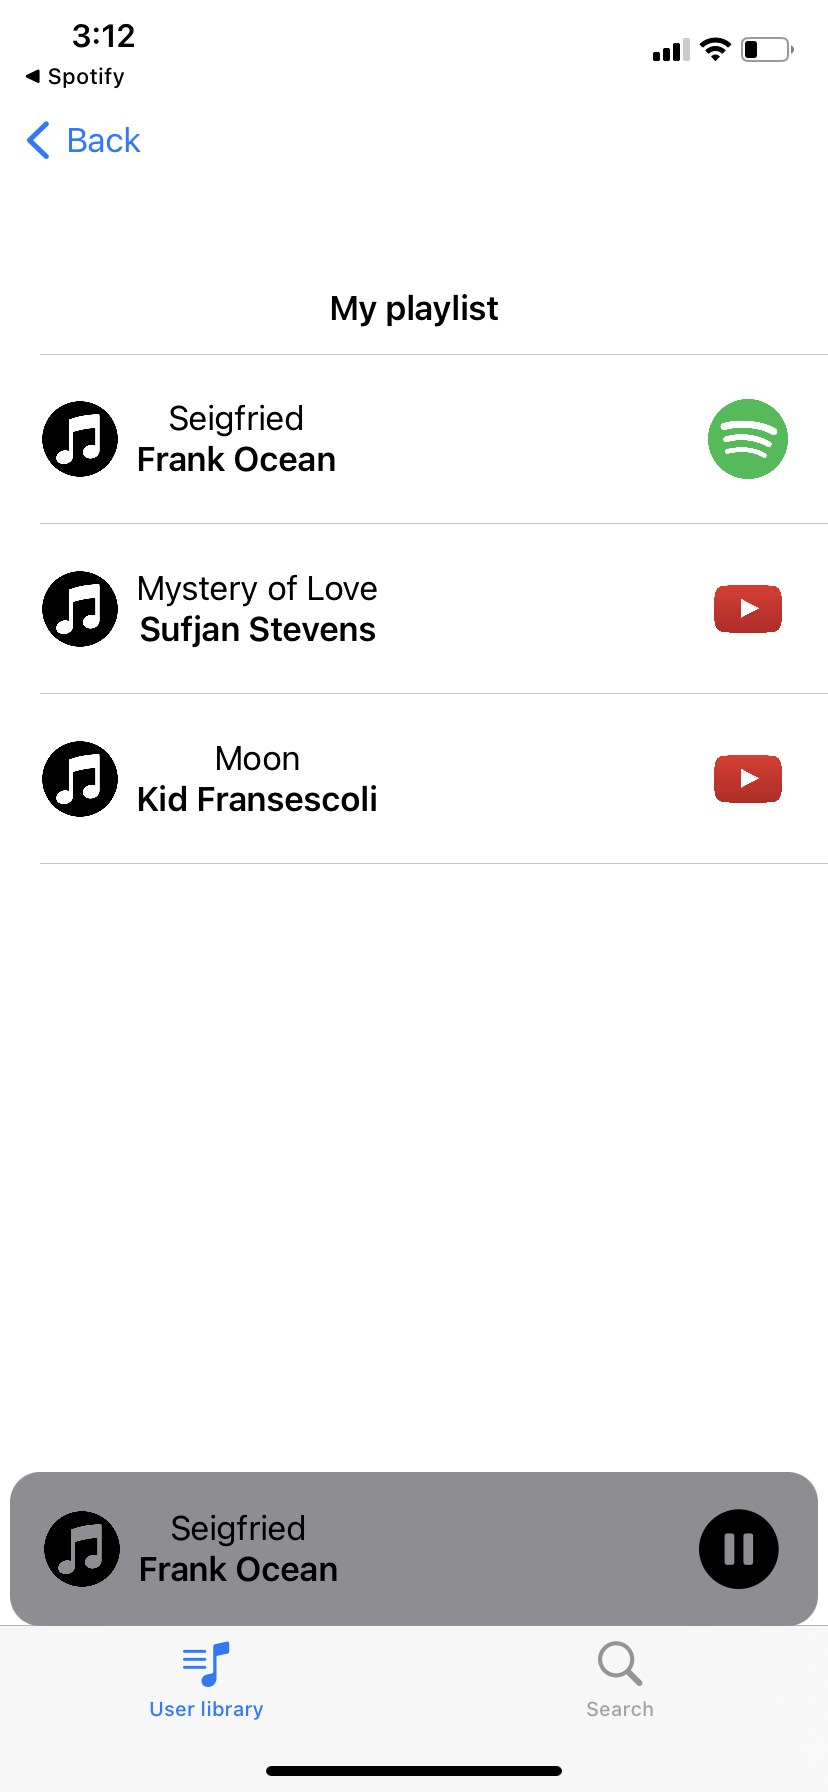 3:12
Spotify
Back
My playlist
Seigfried
Frank Ocean
Mystery of Love
Sufjan Stevens
Moon
Kid Fransescoli
Seigfried
Frank Ocean
User library
Search